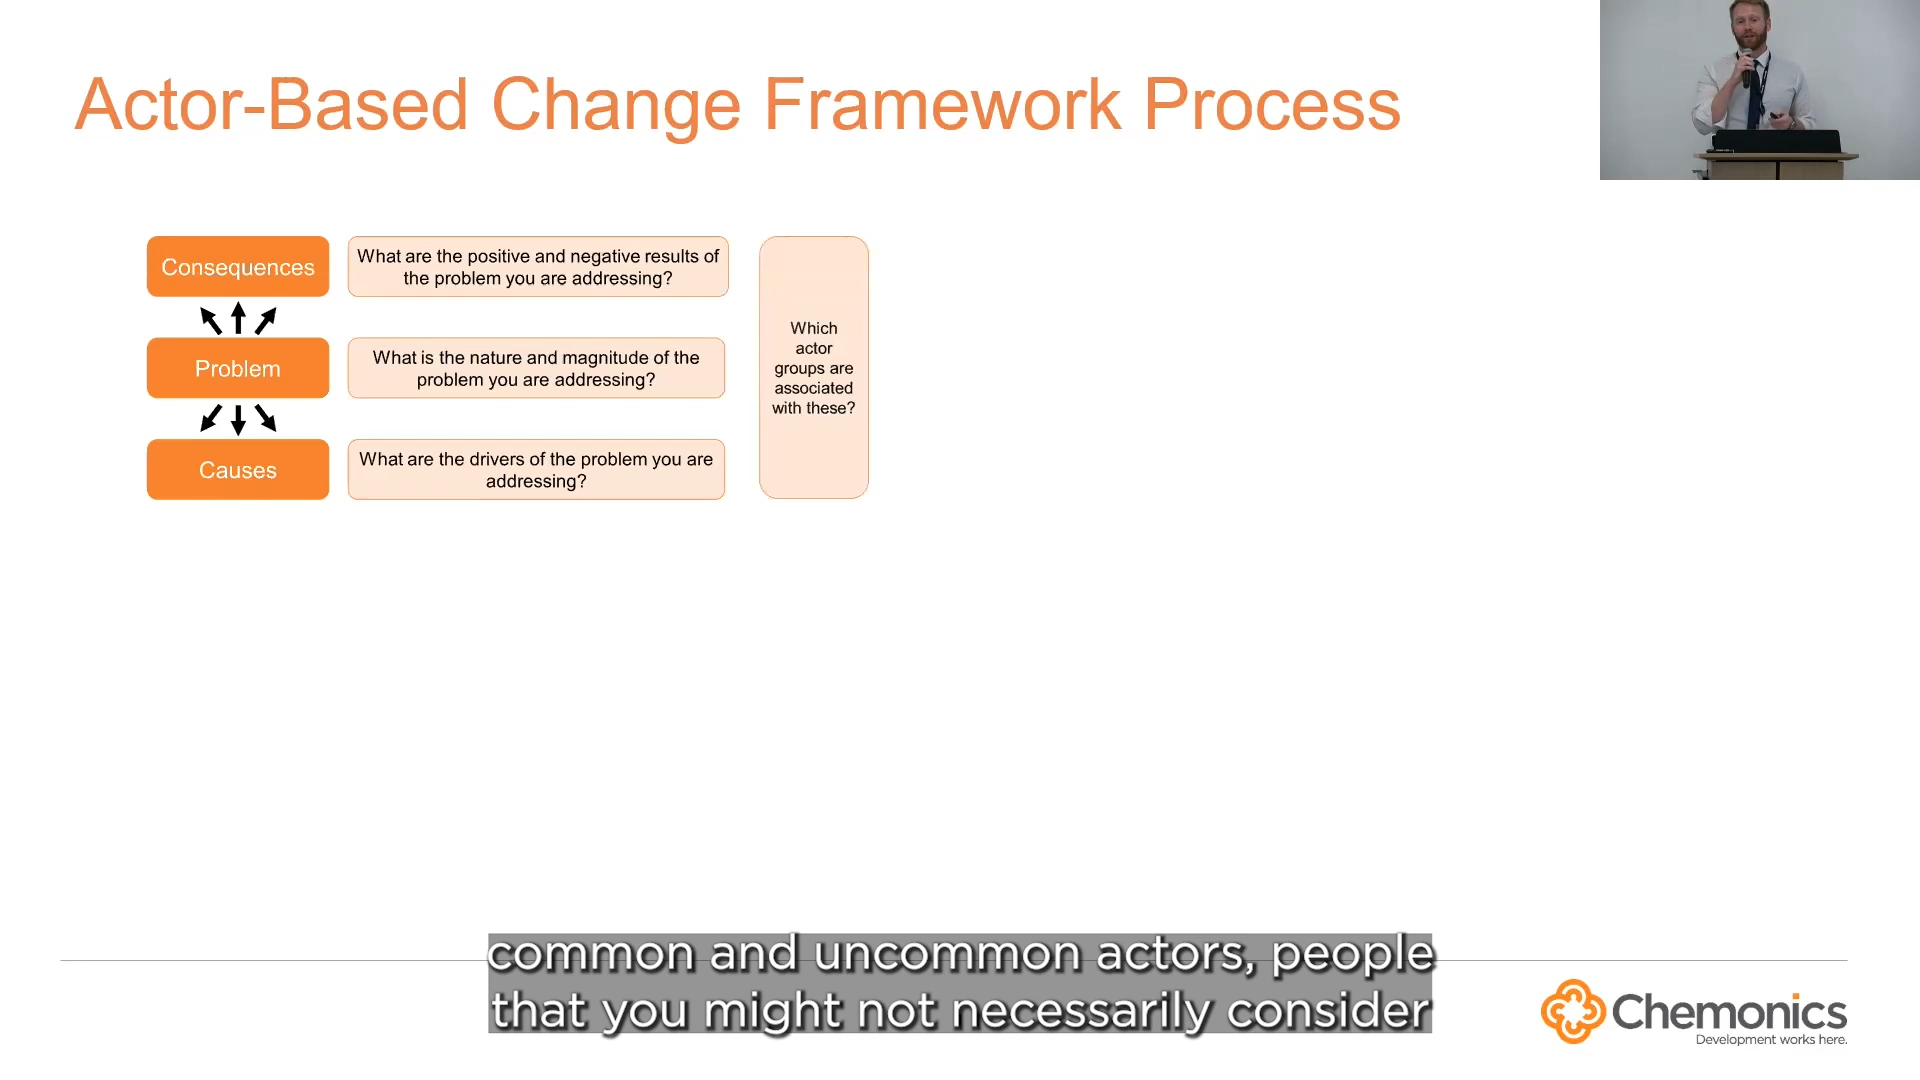 Actor-Based Change Framework Process
Consequences
What are the positive and negative results of
the problem you are addressing?
Problem
What is the nature and magnitude of the
problem you are addressing?
Causes
What are the drivers of the problem you are
addressing?
Which
actor
groups are
associated
with these?
common and uncommon actors, people
that you might not necessarily consider
Chemonics
Development works here.